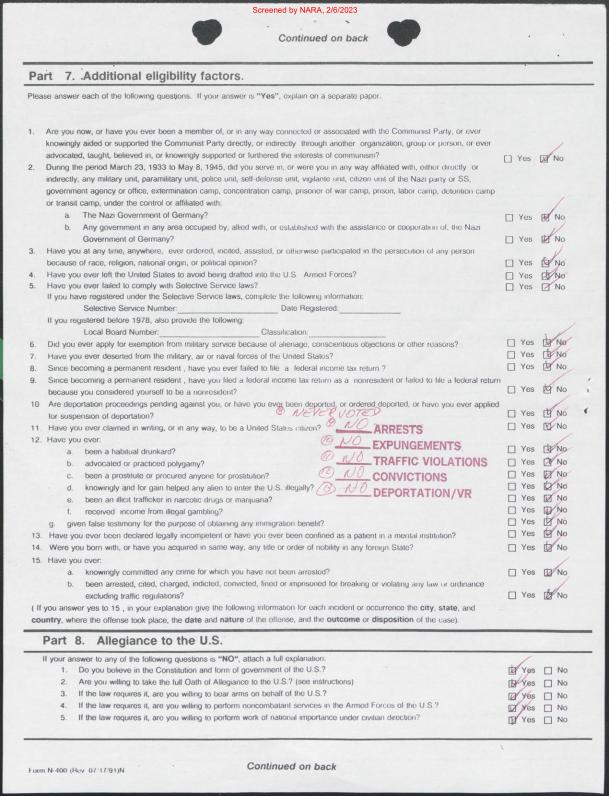 Screened by NARA, 2/6/2023
Continued on back
Part 7. Additional eligibility factors.
Please answer each of the following questions. If your answer is "Yes", explain on a separate paper.
1. Are you now, or have you ever been a member of, or in any way connected or associated with the Communist Party, or ever
knowingly aided or supported the Communist Party directly, or indirectly through another organization, group or person, or ever
advocated, taught, believed in, or knowingly supported or furthered the interests of communism? Yes No
2. During the period March 23, 1933 to May 8, 1945, did you serve in, or were you in any way affiliated with, either directly or
indirectly, any military unit, paramilitary unit, police unit, self-defense unit, vigilante unit, citizen unit of the Nazi party or SS,
government agency or office, extermination camp, concentration camp, prisoner of war camp, prison, labor camp, detention camp
or transit camp, under the control or affiliated with:
a. The Nazi Government of Germany? Yes No
b. Any government in any area occupied by, allied with, or established with the assistance or cooperation of, the Nazi
Government of Germany? Yes No
3. Have you at any time, anywhere, ever ordered, incited, assisted, or otherwise participated in the persecution of any person
because of race, religion, national origin, or political opinion? Yes No
4. Have you ever left the United States to avoid being drafted into the U.S. Armed Forces? Yes No
5. Have you ever failed to comply with Selective Service laws? Yes No
If you have registered under the Selective Service laws, complete the following information:
Selective Service Number: Date Registered:
If you registered before 1978, also provide the following:
Local Board Number: Classification:
6. Did you ever apply for exemption from military service because of alienage, conscientious objections or other reasons? Yes No
7. Have you ever deserted from the military, air or naval forces of the United States? Yes No
8. Since becoming a permanent resident , have you ever failed to file a federal income tax return ? Yes No
9. Since becoming a permanent resident , have you filed a federal income tax return as a nonresident or failed to file a federal return
because you considered yourself to be a nonresident? Yes No
10 Are deportation proceedings pending against you, or have you ever been deported, or ordered deported, or have you ever applied
for suspension of deportation? Yes No
NEVER VOTED
11. Have you ever claimed in writing, or in any way, to be a United States citizen? Yes No
NO ARRESTS
12. Have you ever:
NO EXPUNGEMENTS
a. been a habitual drunkard? Yes No
b. advocated or practiced polygamy? Yes No
NO TRAFFIC VIOLATIONS
c. been a prostitute or procured anyone for prostitution? Yes No
NO CONVICTIONS
d. knowingly and for gain helped any alien to enter the U.S. illegally? Yes No
NO DEPORTATION/VR
e. been an illicit trafficker in narcotic drugs or marijuana? Yes No
f. received income from illegal gambling? Yes No
g. given false testimony for the purpose of obtaining any immigration benefit? Yes No
13. Have you ever been declared legally incompetent or have you ever been confined as a patient in a mental institution? Yes No
14. Were you born with, or have you acquired in same way, any title or order of nobility in any foreign State? Yes No
15. Have you ever:
a. knowingly committed any crime for which you have not been arrested? Yes No
b. been arrested, cited, charged, indicted, convicted, fined or imprisoned for breaking or violating any law or ordinance
excluding traffic regulations? Yes No
( If you answer yes to 15 , in your explanation give the following information for each incident or occurrence the city, state, and
country, where the offense took place, the date and nature of the offense, and the outcome or disposition of the case).
Part 8. Allegiance to the U.S.
If your answer to any of the following questions is "NO", attach a full explanation:
1. Do you believe in the Constitution and form of government of the U.S.? Yes No
2. Are you willing to take the full Oath of Allegiance to the U.S.? (see instructions) Yes No
3. If the law requires it, are you willing to bear arms on behalf of the U.S.? Yes No
4. If the law requires it, are you willing to perform noncombatant services in the Armed Forces of the U.S.? Yes No
5. If the law requires it, are you willing to perform work of national importance under civilian direction? Yes No
Form N-400 (Rev. 07/17/91)N
Continued on back